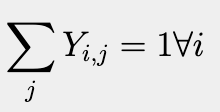 ∑_j Y_{i,j} = 1∀i